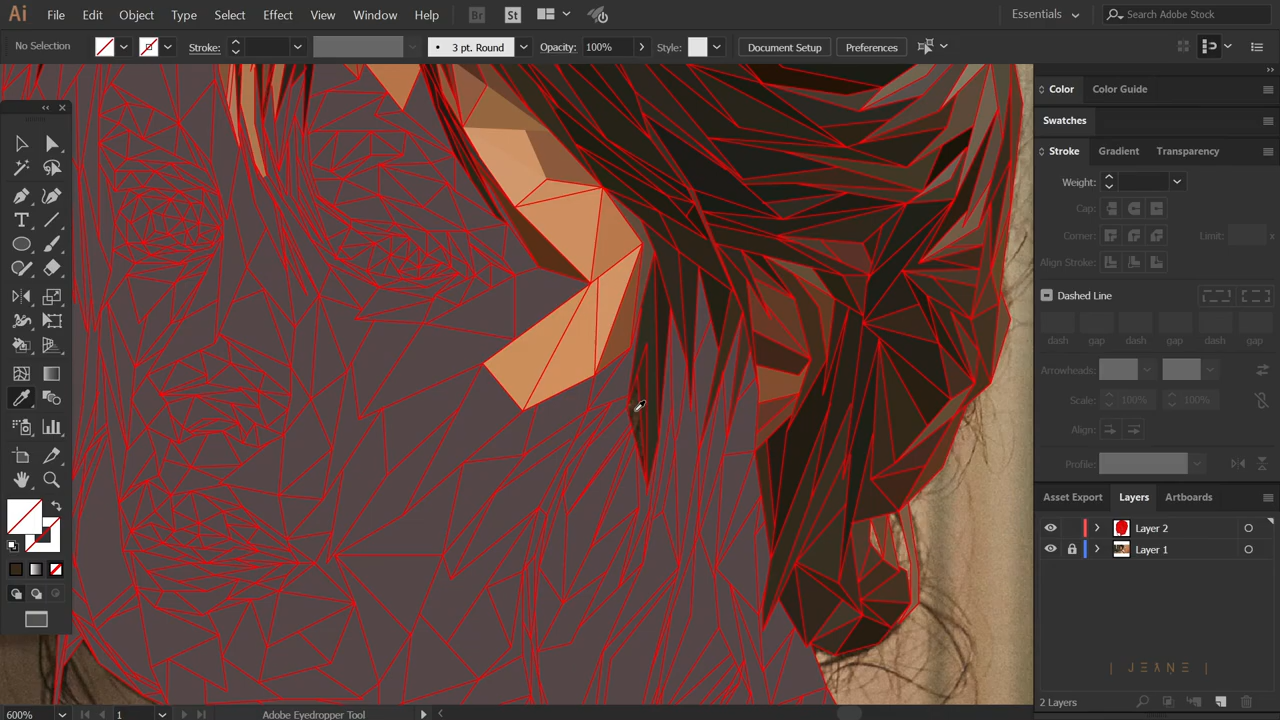 Ai File Edit Object Type Select Effect View Window Help Br St Essentials Search Adobe Stock
No Selection Stroke: 3 pt. Round Opacity: 100% Style: Document Setup Preferences
Color Color Guide
Swatches
Stroke Gradient Transparency
Weight:
Cap:
Corner: Limit: x
Align Stroke:
Dashed Line
dash gap dash gap dash gap
Arrowheads:
Scale: 100% 100%
Align:
Profile:
Asset Export Layers Artboards
Layer 2
Layer 1
| JEANE |
2 Layers
600% 1 Adobe Eyedropper Tool